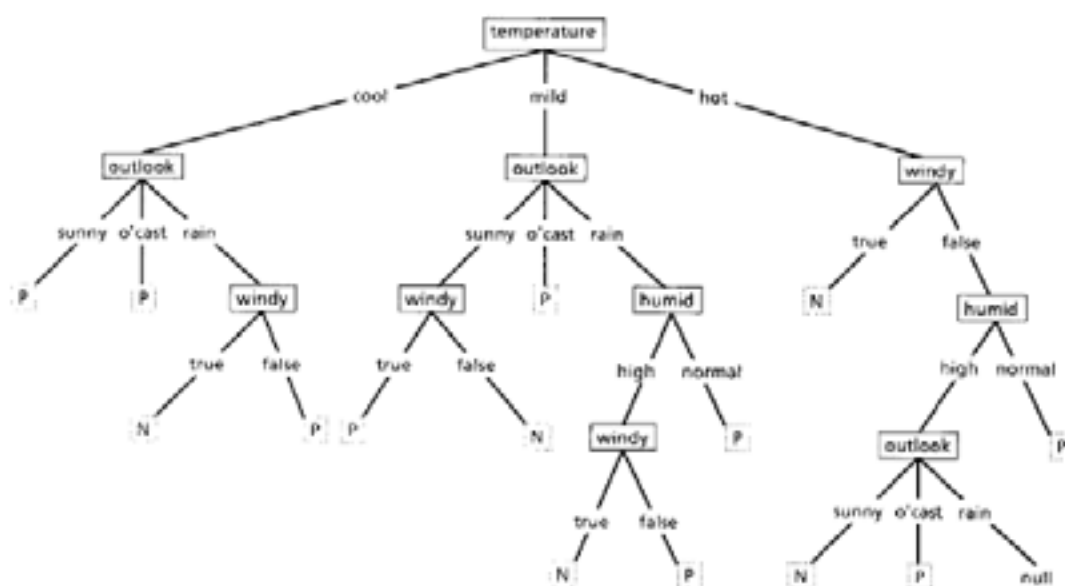 temperature
cool mild hot
outlook outlook windy
sunny o'cast rain sunny o'cast rain true false
P P windy windy P humid N humid
true false true false high normal high normal
N P P N windy P outlook P
true false sunny o'cast rain
N P N P null